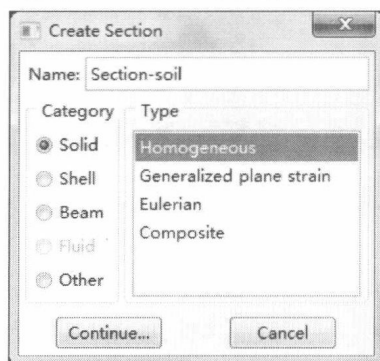 Create Section
Name: Section-soil
Category
Type
Solid
Shell
Beam
Fluid
Other
Homogeneous
Generalized plane strain
Eulerian
Composite
Continue...
Cancel